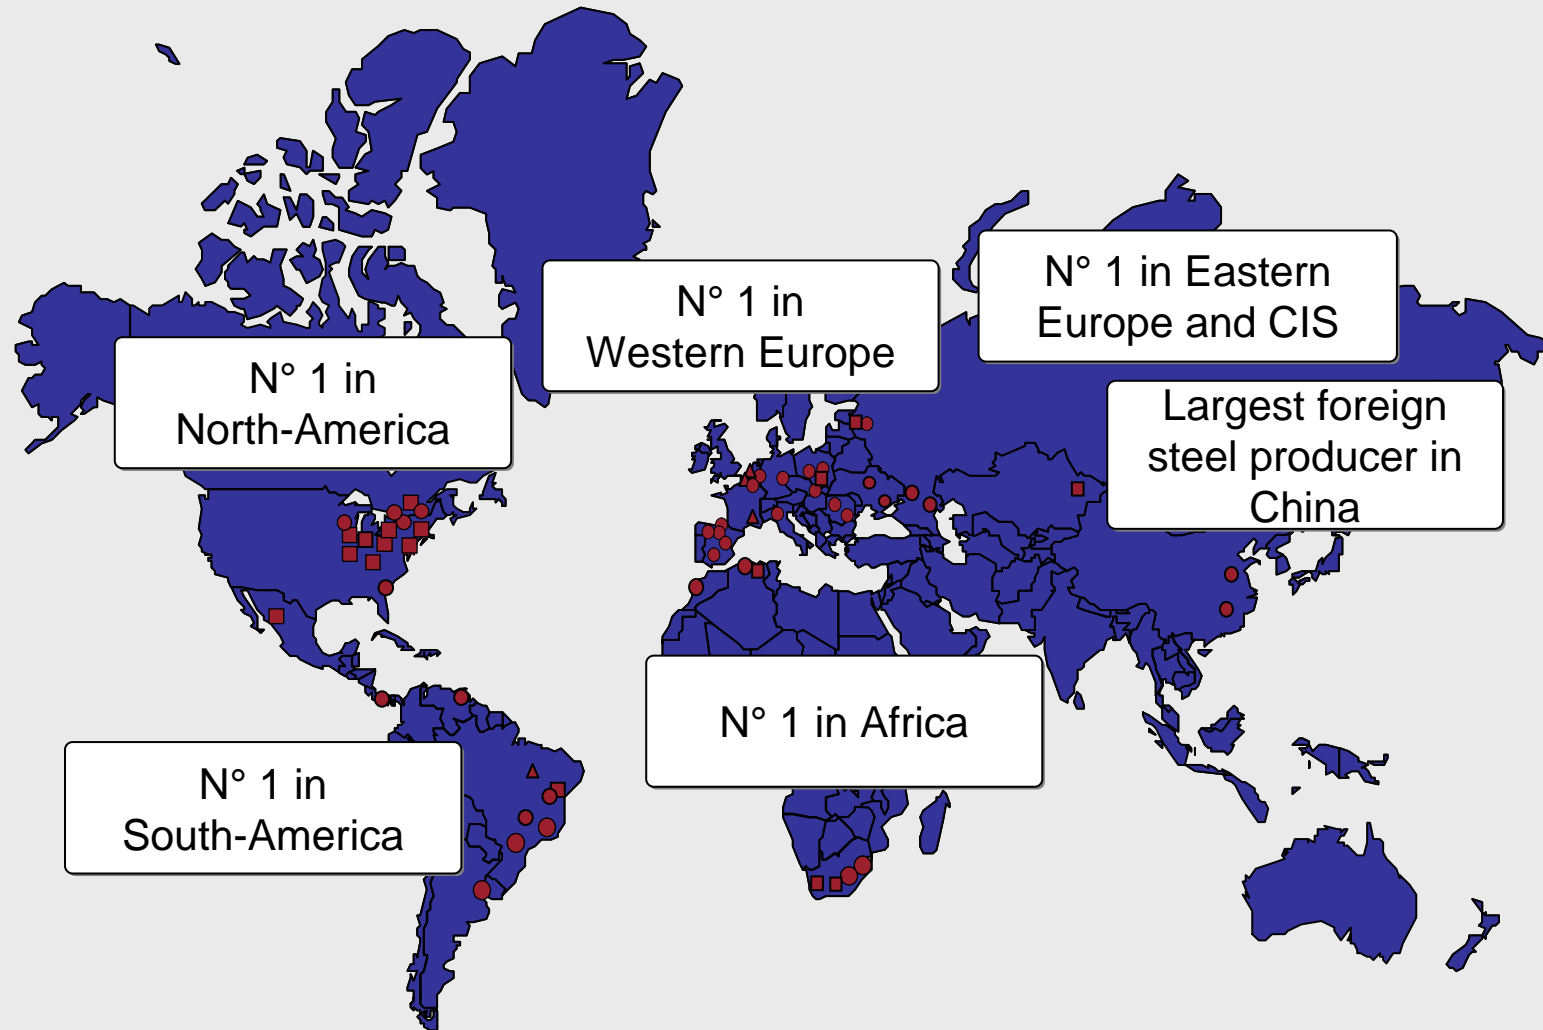 N° 1 in
Western Europe
N° 1 in Eastern
Europe and CIS
N° 1 in
North-America
Largest foreign
steel producer in
China
N° 1 in Africa
N° 1 in
South-America